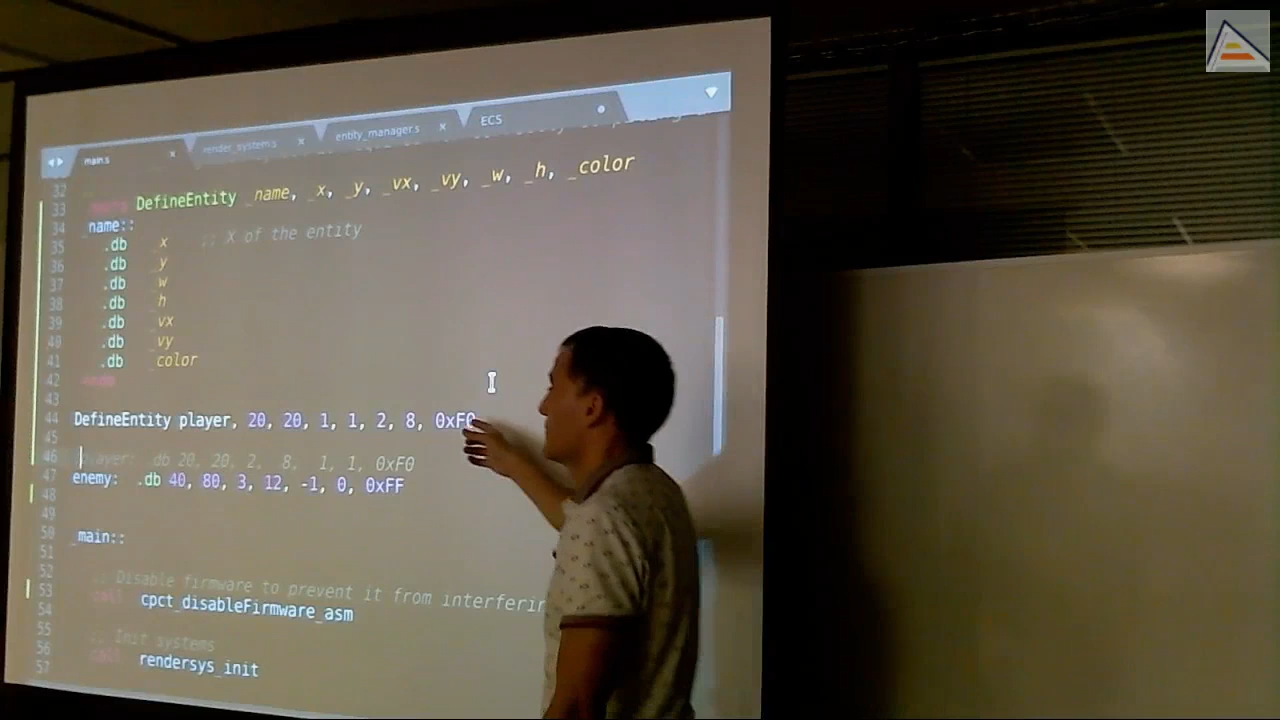 main.s × render_system.s × entity_manager.s × ECS
32
33 .macro DefineEntity _name, _x, _y, _vx, _vy, _w, _h, _color
34 _name::
35 .db _x ;; X of the entity
36 .db _y
37 .db _w
38 .db _h
39 .db _vx
40 .db _vy
41 .db _color
42 .endm
43
44 DefineEntity player, 20, 20, 1, 1, 2, 8, 0xF0
45
46 player: .db 20, 20, 2, 8, 1, 1, 0xF0
47 enemy: .db 40, 80, 3, 12, -1, 0, 0xFF
48
49
50 _main::
51
52 ;; Disable firmware to prevent it from
53 call cpct_disableFirmware_asm
54
55 ;; Init systems
56 call rendersys_init
57